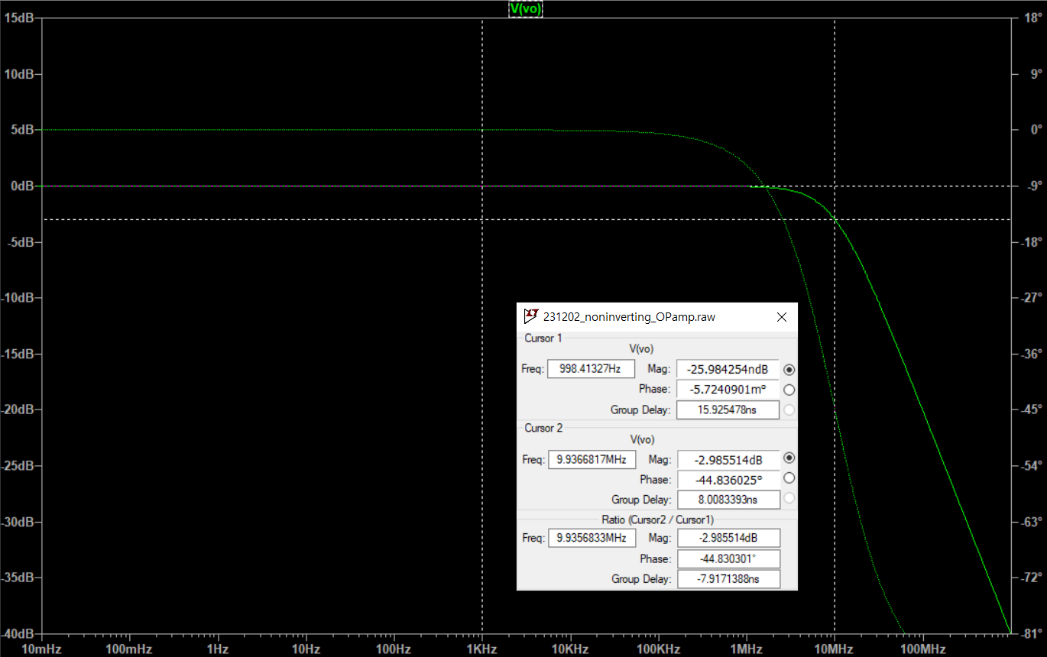 V(vo)
15dB 18°
10dB 9°
5dB 0°
0dB -9°
-5dB -18°
-10dB -27°
-15dB -36°
-20dB -45°
-25dB -54°
-30dB -63°
-35dB -72°
-40dB -81°
10mHz 100mHz 1Hz 10Hz 100Hz 1KHz 10KHz 100KHz 1MHz 10MHz 100MHz
231202_noninverting_OPamp.raw
Cursor 1
V(vo)
Freq: 998.41327Hz Mag: -25.984254ndB
Phase: -5.7240901m°
Group Delay: 15.925478ns
Cursor 2
V(vo)
Freq: 9.9366817MHz Mag: -2.985514dB
Phase: -44.836025°
Group Delay: 8.0083393ns
Ratio (Cursor2 / Cursor1)
Freq: 9.9356833MHz Mag: -2.985514dB
Phase: -44.830301°
Group Delay: -7.9171388ns